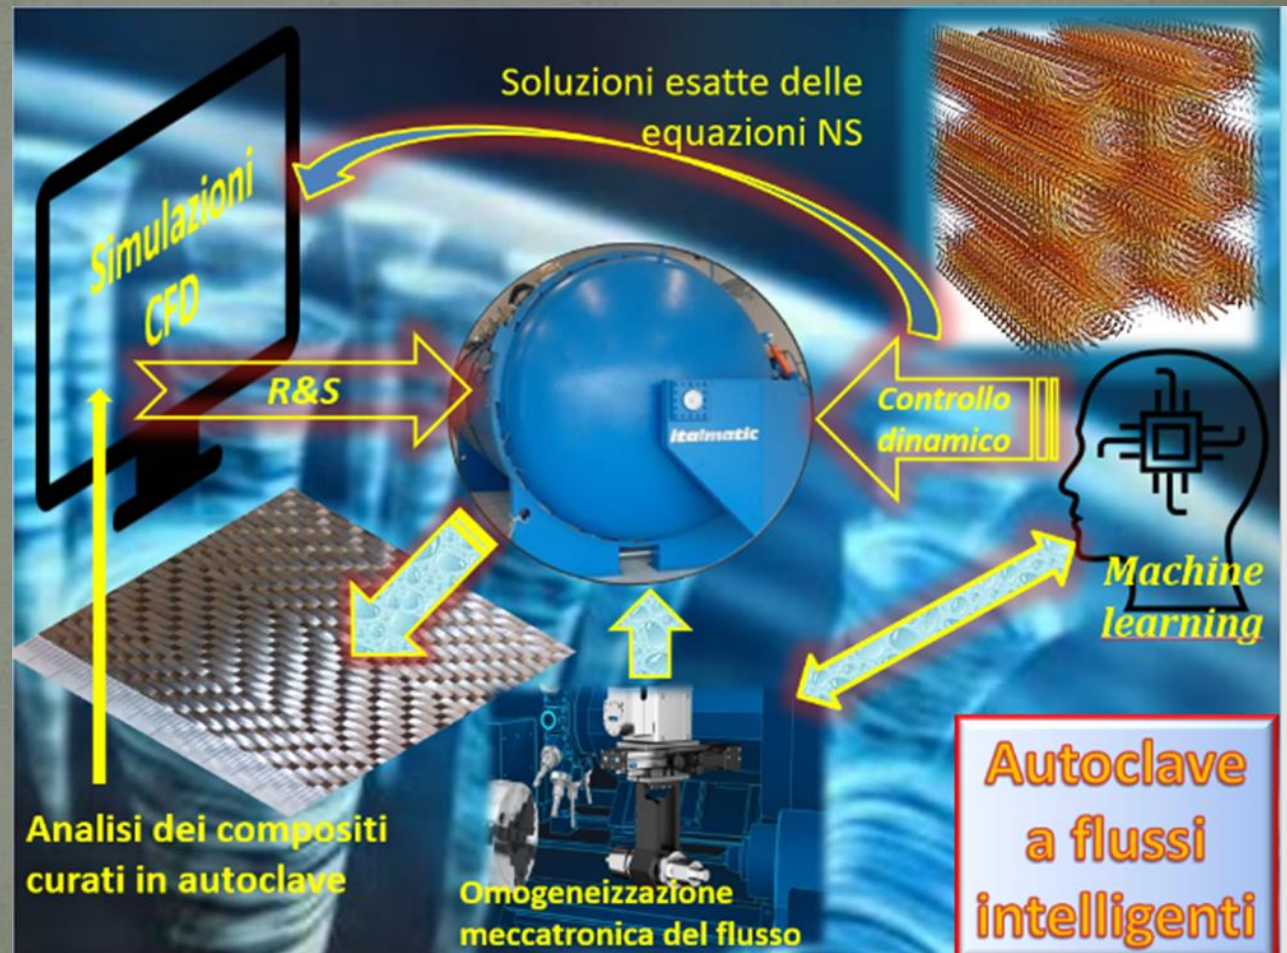 Soluzioni esatte delle
equazioni NS
Simulazioni
CFD
R&S
italmatic
Controllo
dinamico
Machine
learning
Analisi dei compositi
curati in autoclave
Omogeneizzazione
meccatronica del flusso
Autoclave
a flussi
intelligenti